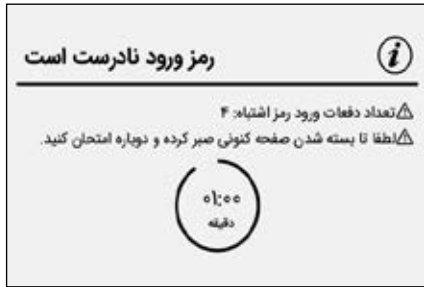 رمز ورود نادرست است
تعداد دفعات ورود رمز اشتباه: ۴
لطفا تا بسته شدن صفحه کنونی صبر کرده و دوباره امتحان کنید.
۰۱:۰۰
دقیقه